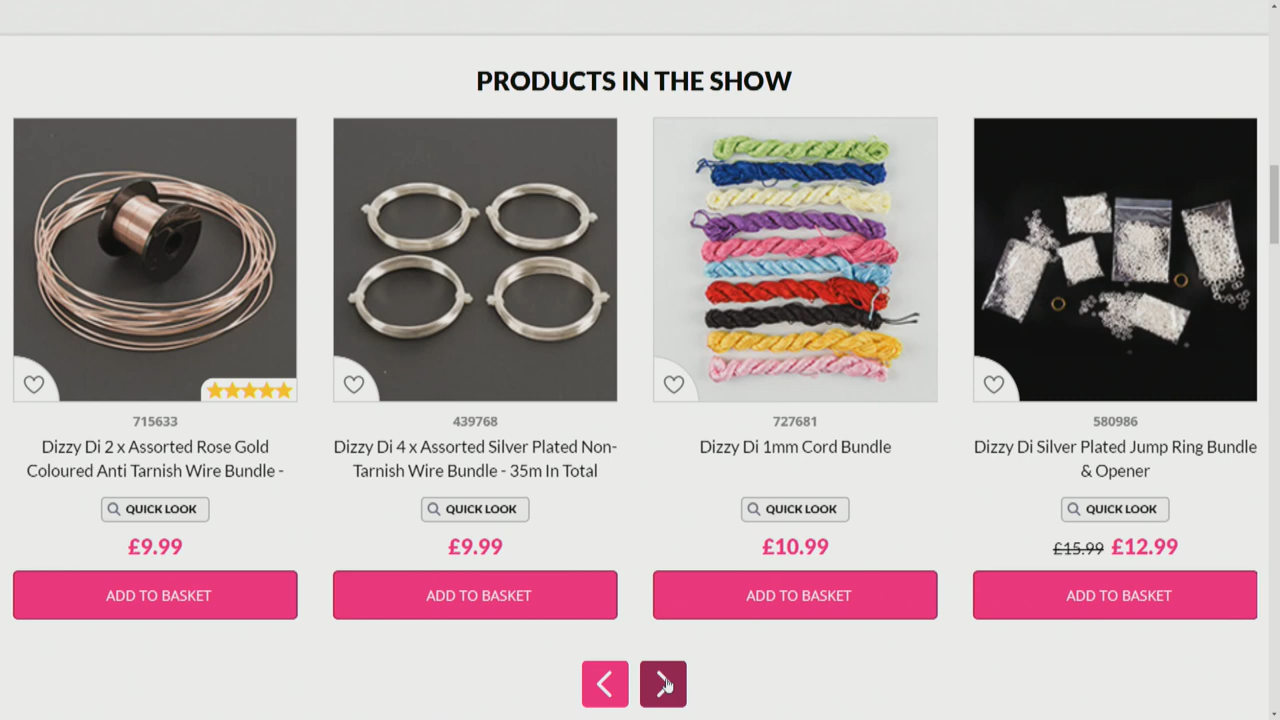 PRODUCTS IN THE SHOW
715633
Dizzy Di 2 x Assorted Rose Gold
Coloured Anti Tarnish Wire Bundle -
QUICK LOOK
£9.99
ADD TO BASKET
439768
Dizzy Di 4 x Assorted Silver Plated Non-
Tarnish Wire Bundle - 35m In Total
QUICK LOOK
£9.99
ADD TO BASKET
727681
Dizzy Di 1mm Cord Bundle
QUICK LOOK
£10.99
ADD TO BASKET
580986
Dizzy Di Silver Plated Jump Ring Bundle
& Opener
QUICK LOOK
£15.99 £12.99
ADD TO BASKET